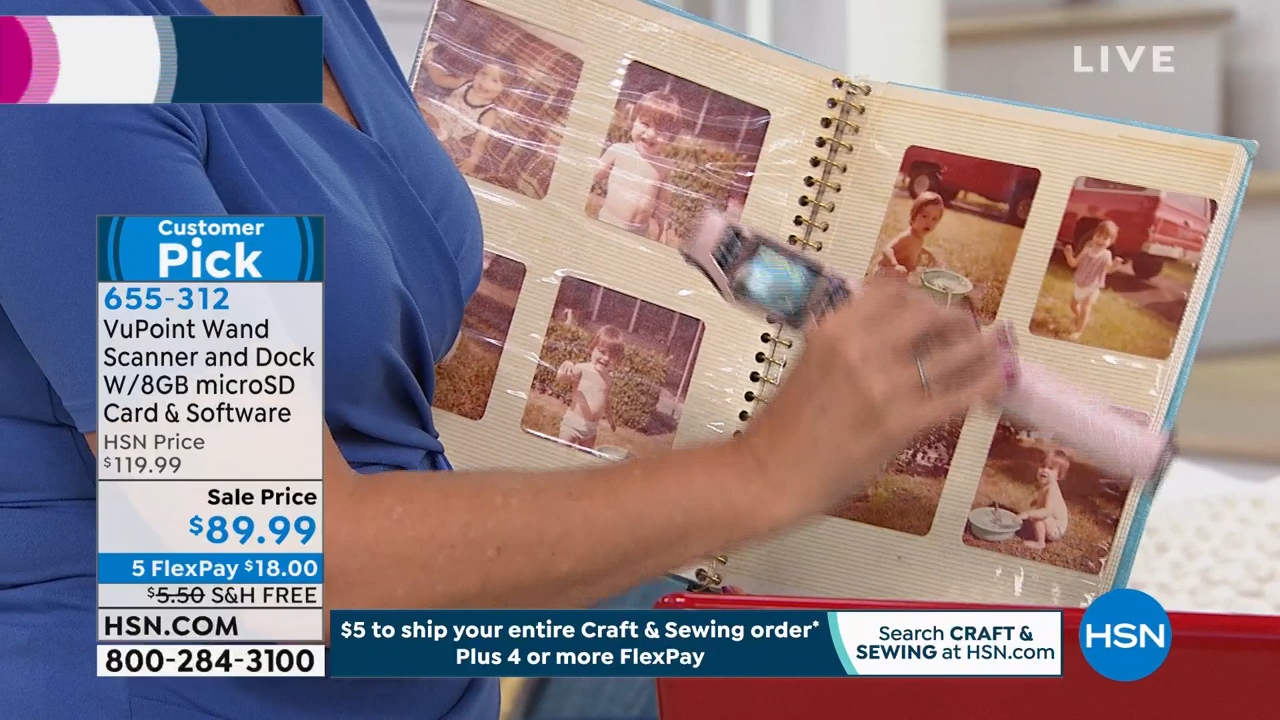 LIVE
Customer
Pick
655-312
VuPoint Wand
Scanner and Dock
W/8GB microSD
Card & Software
HSN Price
$119.99
Sale Price
$89.99
5 FlexPay $18.00
$5.50 S&H FREE
HSN.COM
800-284-3100
$5 to ship your entire Craft & Sewing order*
Plus 4 or more FlexPay
Search CRAFT &
SEWING at HSN.com
HSN